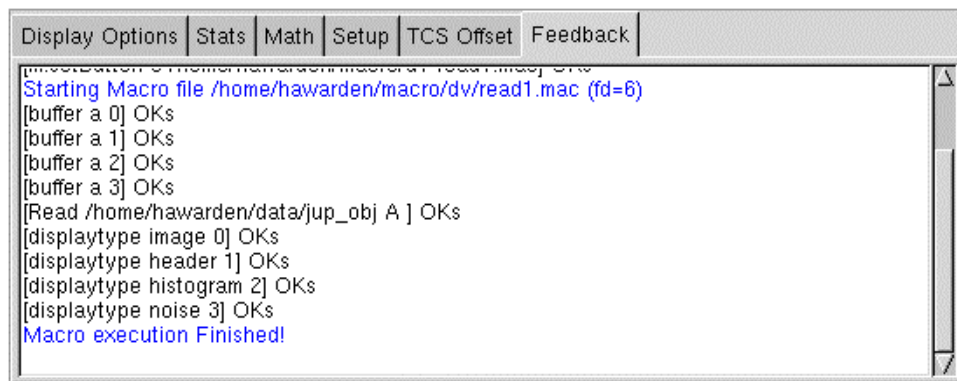 Display Options Stats Math Setup TCS Offset Feedback
Starting Macro file /home/hawarden/macro/dv/read1.mac (fd=6)
[buffer a 0] OKs
[buffer a 1] OKs
[buffer a 2] OKs
[buffer a 3] OKs
[Read /home/hawarden/data/jup_obj A ] OKs
[displaytype image 0] OKs
[displaytype header 1] OKs
[displaytype histogram 2] OKs
[displaytype noise 3] OKs
Macro execution Finished!